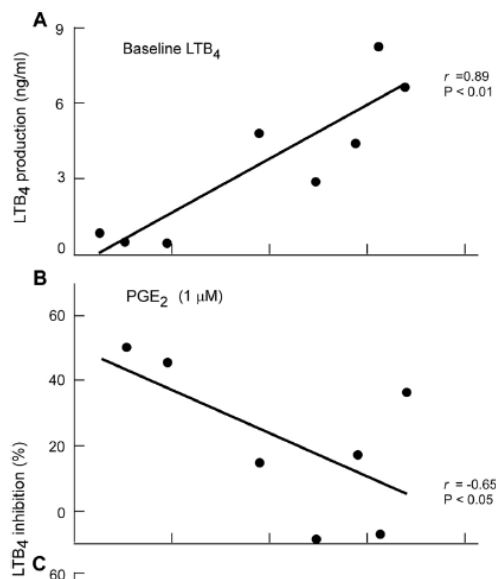 A
Baseline LTB4
LTB4 production (ng/ml)
9
6
3
0
r =0.89
P < 0.01
B
PGE2 (1 μM)
LTB4 inhibition (%)
60
40
20
0
r = -0.65
P < 0.05
C
60